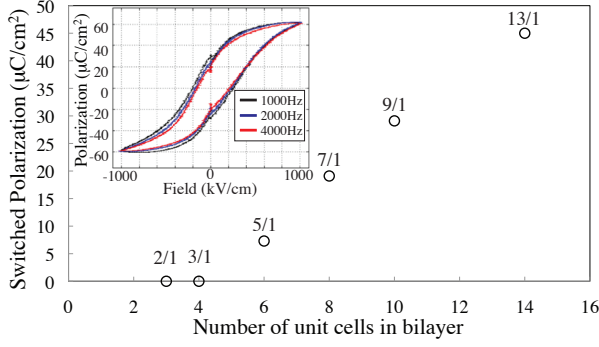 Switched Polarization (μC/cm²)
50
45
40
35
30
25
20
15
10
5
0
0 2 4 6 8 10 12 14 16
Number of unit cells in bilayer
2/1 3/1
5/1
7/1
9/1
13/1
Polarization (μC/cm²)
60
40
20
0
-20
-40
-60
-1000 0 1000
Field (kV/cm)
1000Hz
2000Hz
4000Hz